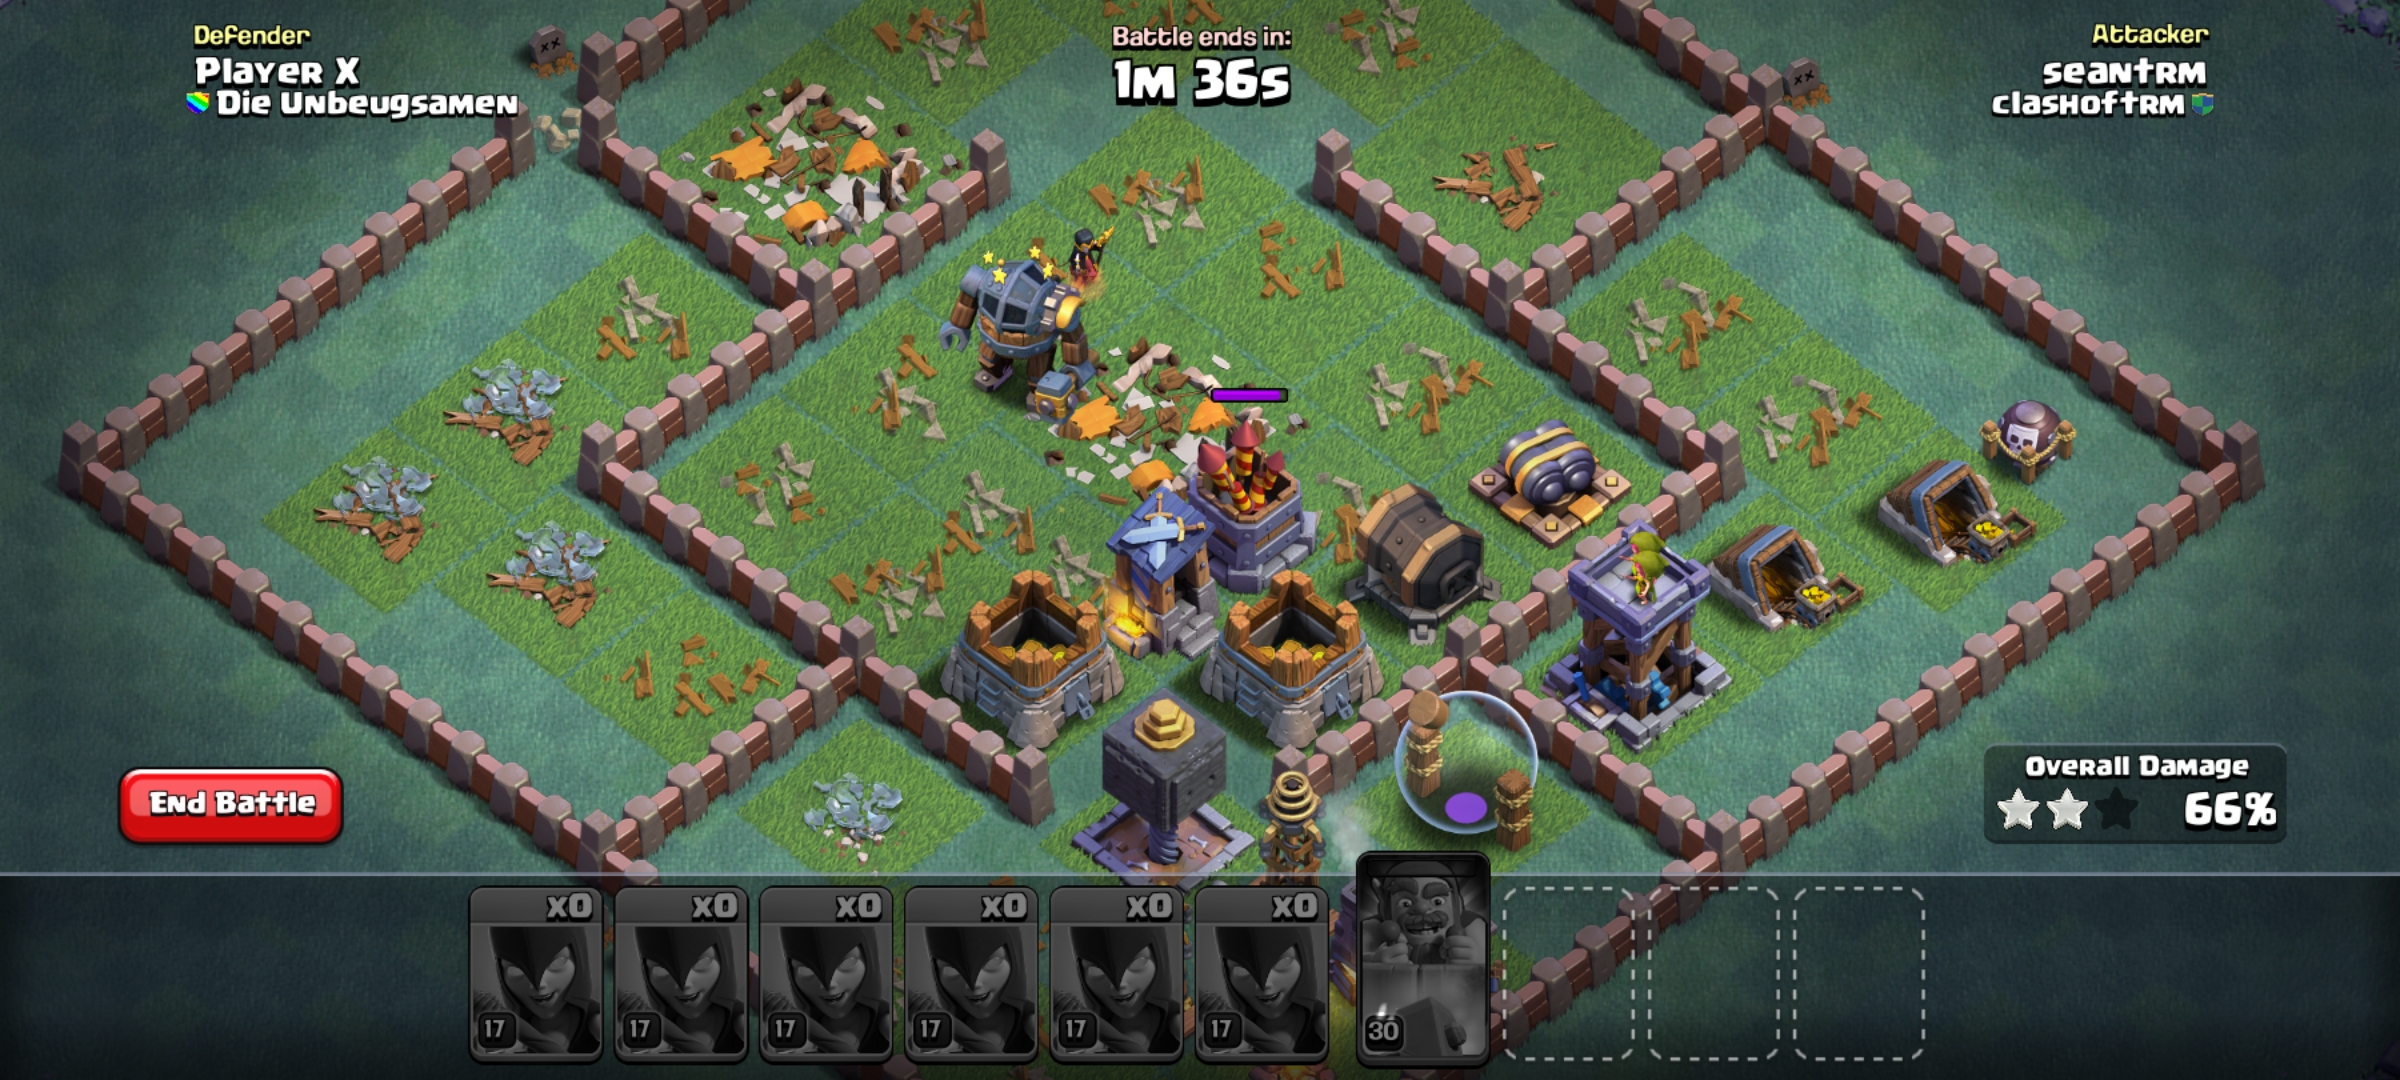 Defender
Player X
Die Unbeugsamen
Battle ends in:
1m 36s
Attacker
seantrm
clashoftrm
End Battle
Overall Damage
66%
x0 x0 x0 x0 x0 x0
17 17 17 17 17 17 30